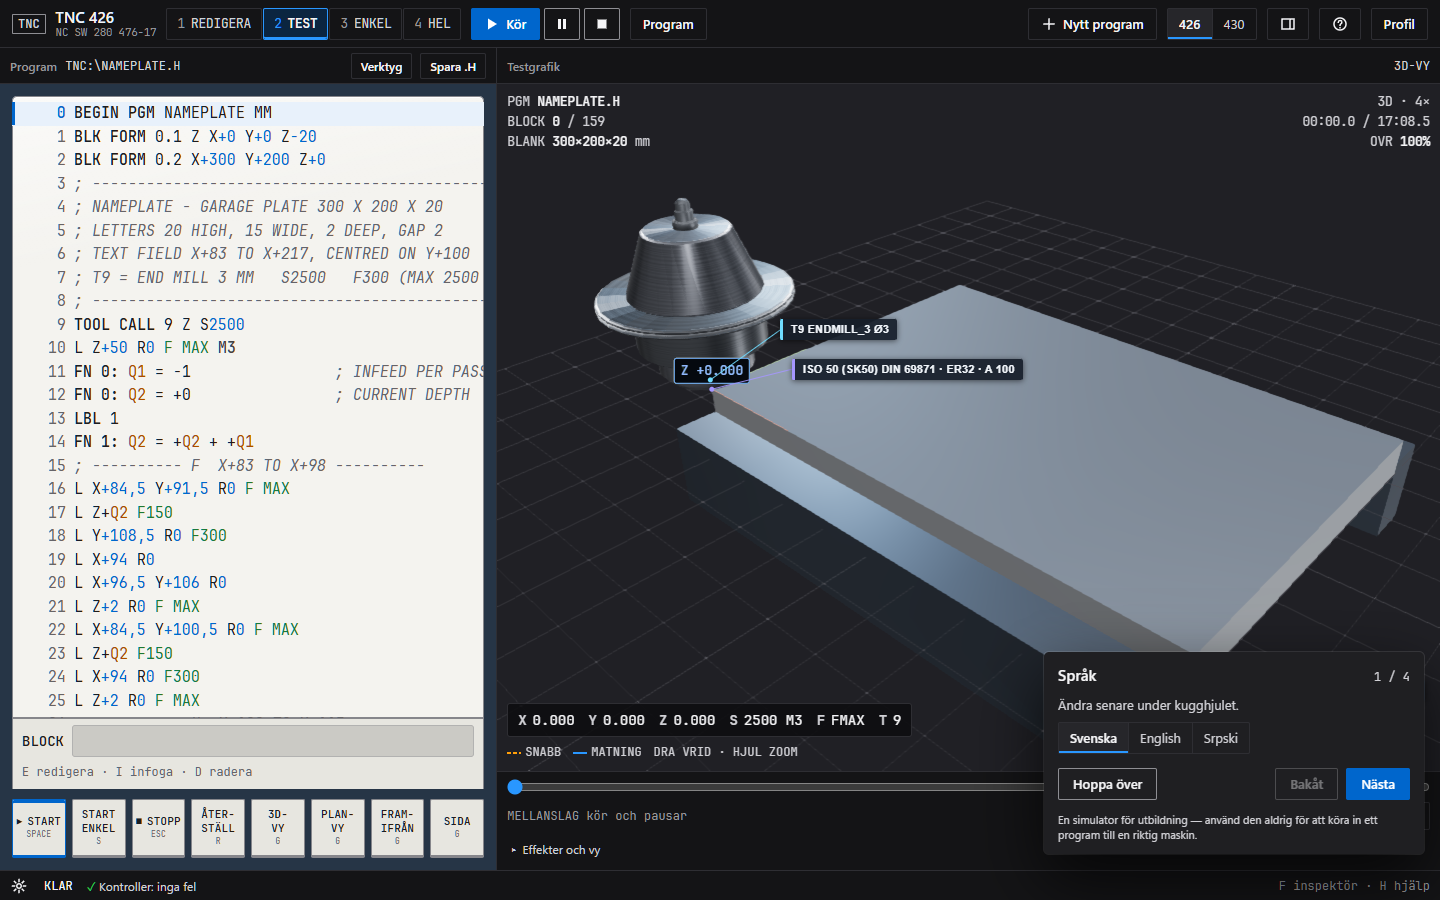 TNC
TNC 426
NC SW 280 476-17
1 REDIGERA
2 TEST
3 ENKEL
4 HEL
Kör
Program
Nytt program
426
430
Profil
Program TNC:\NAMEPLATE.H
Verktyg
Spara .H
Testgrafik
3D-VY
0 BEGIN PGM NAMEPLATE MM
1 BLK FORM 0.1 Z X+0 Y+0 Z-20
2 BLK FORM 0.2 X+300 Y+200 Z+0
3 ; --------------------------------------------
4 ; NAMEPLATE - GARAGE PLATE 300 X 200 X 20
5 ; LETTERS 20 HIGH, 15 WIDE, 2 DEEP, GAP 2
6 ; TEXT FIELD X+83 TO X+217, CENTRED ON Y+100
7 ; T9 = END MILL 3 MM   S2500   F300 (MAX 2500
8 ; --------------------------------------------
9 TOOL CALL 9 Z S2500
10 L Z+50 R0 F MAX M3
11 FN 0: Q1 = -1                ; INFEED PER PASS
12 FN 0: Q2 = +0                ; CURRENT DEPTH
13 LBL 1
14 FN 1: Q2 = +Q2 + +Q1
15 ; ---------- F  X+83 TO X+98 ----------
16 L X+84,5 Y+91,5 R0 F MAX
17 L Z+Q2 F150
18 L Y+108,5 R0 F300
19 L X+94 R0
20 L X+96,5 Y+106 R0
21 L Z+2 R0 F MAX
22 L X+84,5 Y+100,5 R0 F MAX
23 L Z+Q2 F150
24 L X+94 R0 F300
25 L Z+2 R0 F MAX
BLOCK
E redigera · I infoga · D radera
START
SPACE
START
ENKEL
S
STOPP
ESC
ÅTER-
STÄLL
R
3D-
VY
G
PLAN-
VY
G
FRAM-
IFRÅN
G
SIDA
G
PGM NAMEPLATE.H
BLOCK 0 / 159
BLANK 300×200×20 mm
3D · 4×
00:00.0 / 17:08.5
OVR 100%
T9 ENDMILL_3 Ø3
Z +0.000
ISO 50 (SK50) DIN 69871 · ER32 · A 100
X 0.000 Y 0.000 Z 0.000 S 2500 M3 F FMAX T 9
SNABB MATNING DRA VRID · HJUL ZOOM
MELLANSLAG kör och pausar
Effekter och vy
Språk
1 / 4
Ändra senare under kugghjulet.
Svenska
English
Srpski
Hoppa över
Bakåt
Nästa
En simulator för utbildning — använd den aldrig för att köra in ett
program till en riktig maskin.
KLAR
✓ Kontroller: inga fel
F inspektör · H hjälp